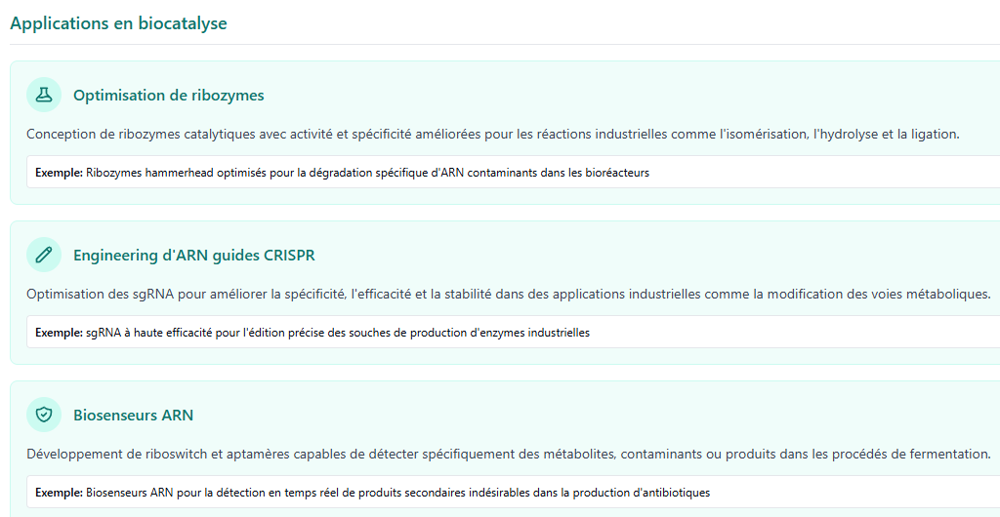 Applications en biocatalyse
Optimisation de ribozymes
Conception de ribozymes catalytiques avec activité et spécificité améliorées pour les réactions industrielles comme l'isomérisation, l'hydrolyse et la ligation.
Exemple: Ribozymes hammerhead optimisés pour la dégradation spécifique d'ARN contaminants dans les bioréacteurs
Engineering d'ARN guides CRISPR
Optimisation des sgRNA pour améliorer la spécificité, l'efficacité et la stabilité dans des applications industrielles comme la modification des voies métaboliques.
Exemple: sgRNA à haute efficacité pour l'édition précise des souches de production d'enzymes industrielles
Biosenseurs ARN
Développement de riboswitch et aptamères capables de détecter spécifiquement des métabolites, contaminants ou produits dans les procédés de fermentation.
Exemple: Biosenseurs ARN pour la détection en temps réel de produits secondaires indésirables dans la production d'antibiotiques